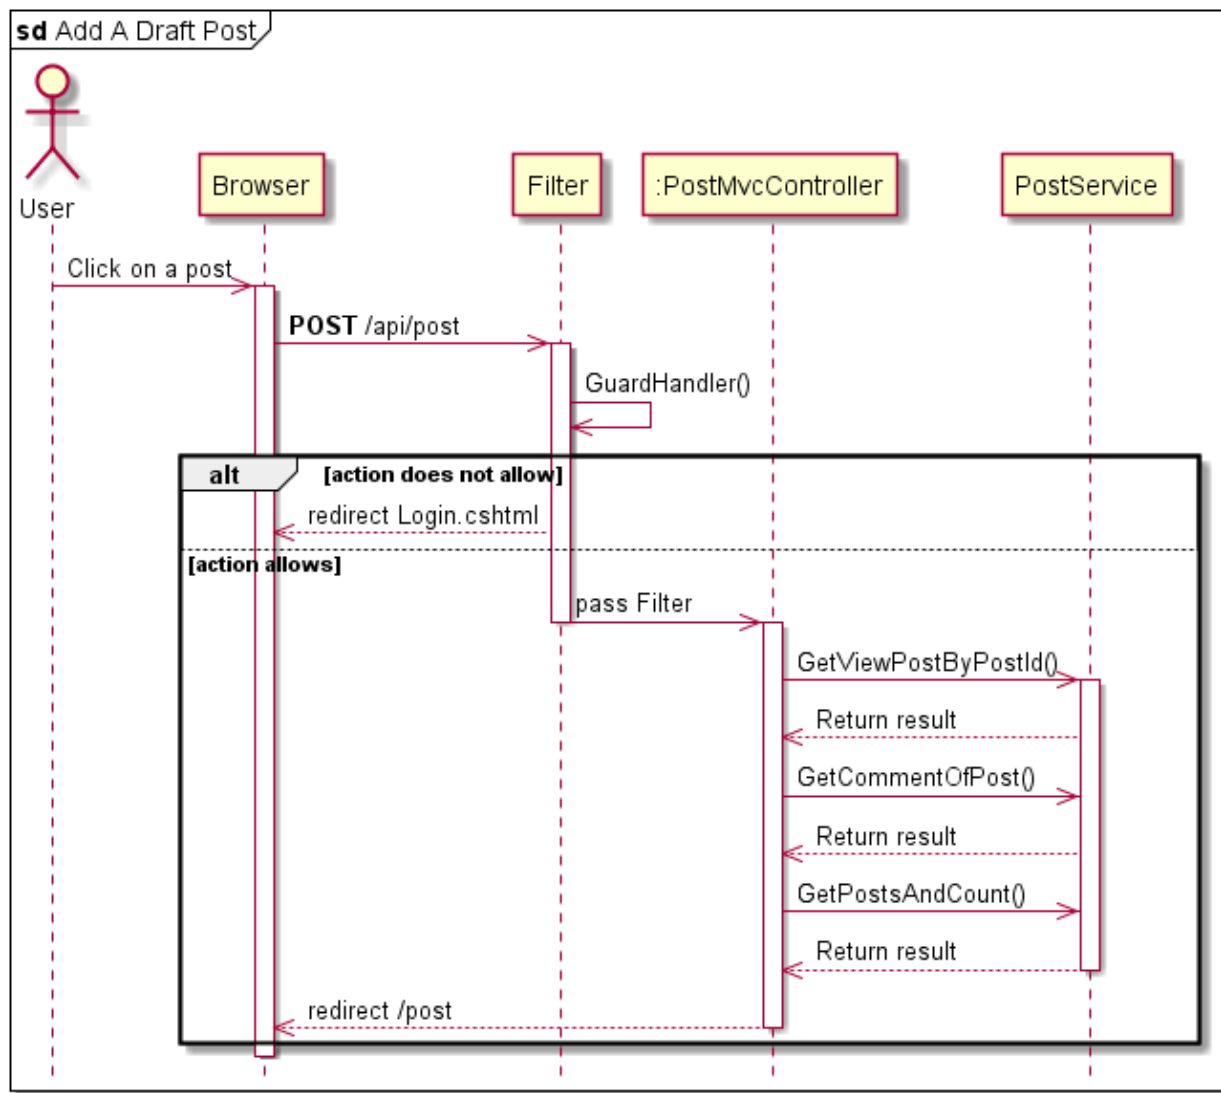 sd Add A Draft Post
User
Browser
Filter
:PostMvcController
PostService
Click on a post
POST /api/post
GuardHandler()
alt
[action does not allow]
redirect Login.cshtml
[action allows]
pass Filter
GetViewPostByPostId()
Return result
GetCommentOfPost()
Return result
GetPostsAndCount()
Return result
redirect /post